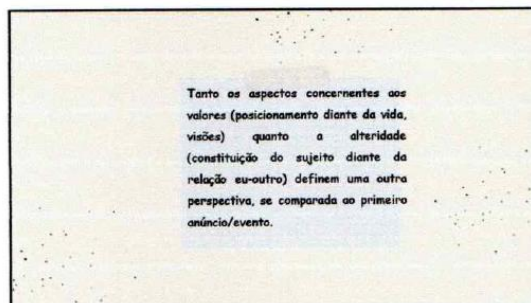 Tanto os aspectos concernentes aos
valores (posicionamento diante da vida,
visões) quanto a alteridade
(constituição do sujeito diante da
relação eu-outro) definem uma outra
perspectiva, se comparada ao primeiro
anúncio/evento.